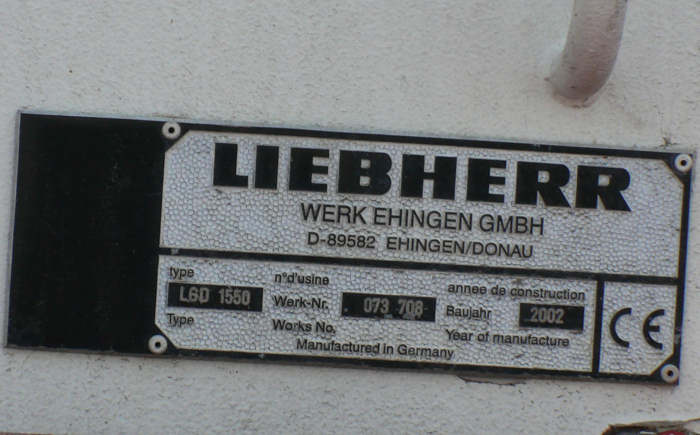 LIEBHERR
WERK EHINGEN GMBH
D-89582 EHINGEN/DONAU
type n°d'usine annee de construction
LGD 1550 Werk-Nr. 073 708 Baujahr 2002
Type Works No. Year of manufacture
Manufactured in Germany
CE